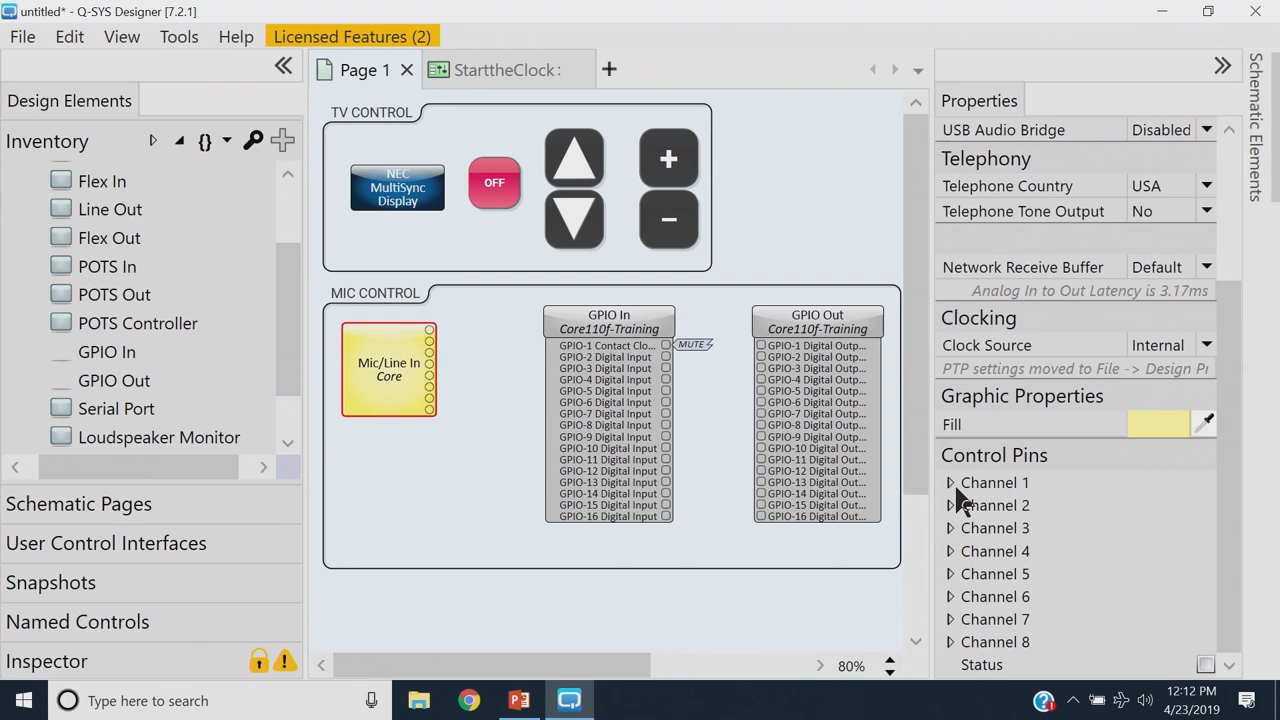 untitled* - Q-SYS Designer [7.2.1]
File Edit View Tools Help Licensed Features (2)
Page 1
StarttheClock:
Design Elements
Inventory
{}
Flex In
Line Out
Flex Out
POTS In
POTS Out
POTS Controller
GPIO In
GPIO Out
Serial Port
Loudspeaker Monitor
Schematic Pages
User Control Interfaces
Snapshots
Named Controls
Inspector
TV CONTROL
NEC
MultiSync
Display
OFF
+
−
MIC CONTROL
Mic/Line In
Core
GPIO In
Core110f-Training
GPIO-1 Contact Clo...
GPIO-2 Digital Input
GPIO-3 Digital Input
GPIO-4 Digital Input
GPIO-5 Digital Input
GPIO-6 Digital Input
GPIO-7 Digital Input
GPIO-8 Digital Input
GPIO-9 Digital Input
GPIO-10 Digital Input
GPIO-11 Digital Input
GPIO-12 Digital Input
GPIO-13 Digital Input
GPIO-14 Digital Input
GPIO-15 Digital Input
GPIO-16 Digital Input
MUTE
GPIO Out
Core110f-Training
GPIO-1 Digital Outp...
GPIO-2 Digital Outp...
GPIO-3 Digital Outp...
GPIO-4 Digital Outp...
GPIO-5 Digital Outp...
GPIO-6 Digital Outp...
GPIO-7 Digital Outp...
GPIO-8 Digital Outp...
GPIO-9 Digital Outp...
GPIO-10 Digital Out...
GPIO-11 Digital Out...
GPIO-12 Digital Out...
GPIO-13 Digital Out...
GPIO-14 Digital Out...
GPIO-15 Digital Out...
GPIO-16 Digital Out...
80%
Properties
USB Audio Bridge Disabled
Telephony
Telephone Country USA
Telephone Tone Output No
Network Receive Buffer Default
Analog In to Out Latency is 3.17ms
Clocking
Clock Source Internal
PTP settings moved to File -> Design Pr
Graphic Properties
Fill
Control Pins
Channel 1
Channel 2
Channel 3
Channel 4
Channel 5
Channel 6
Channel 7
Channel 8
Status
Schematic Elements
Type here to search
12:12 PM
4/23/2019